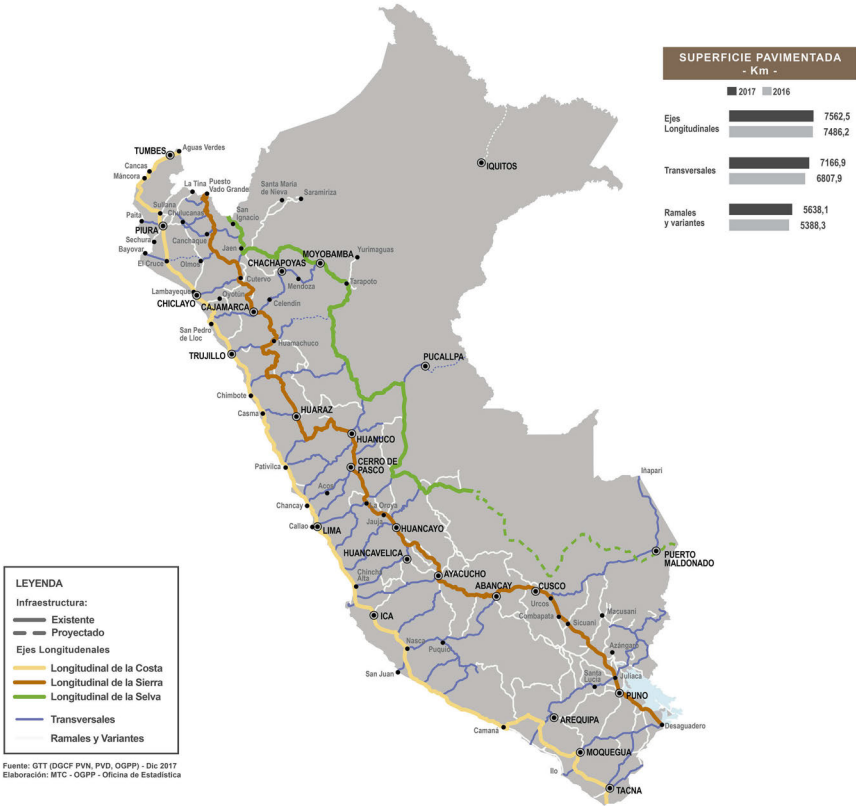 SUPERFICIE PAVIMENTADA
- Km -
2017 2016
Ejes
Longitudinales
7562,5
7486,2
Transversales
7166,9
6807,9
Ramales
y variantes
5638,1
5388,3
Aguas Verdes
TUMBES
Cancas
Máncora
La Tina
Puesto
Vado Grande
Santa María
de Nieva
Saramiriza
IQUITOS
Sullana
Chulucanas
Paita
San
Ignacio
PIURA
Sechura
Canchaque
Bayovar
Jaen
MOYOBAMBA
Yurimaguas
El Cruce
Olmos
CHACHAPOYAS
Cutervo
Mendoza
Tarapoto
Lambayeque
Oyotún
CHICLAYO
CAJAMARCA
Celendín
San Pedro
de Lloc
Huamachuco
TRUJILLO
PUCALLPA
Chimbote
Casma
HUARAZ
HUANUCO
Pativilca
CERRO DE
PASCO
Iñapari
Acos
Chancay
La Oroya
Jauja
Callao
LIMA
HUANCAYO
HUANCAVELICA
PUERTO
MALDONADO
Chincha
Alta
AYACUCHO
ABANCAY
CUSCO
Urcos
ICA
Combapata
Macusani
Sicuani
Nasca
Puquio
Azángaro
San Juan
Santa
Lucía
Juliaca
PUNO
AREQUIPA
Camaná
Desaguadero
MOQUEGUA
Ilo
TACNA
LEYENDA
Infraestructura:
Existente
Proyectado
Ejes Longitudenales
Longitudinal de la Costa
Longitudinal de la Sierra
Longitudinal de la Selva
Transversales
Ramales y Variantes
Fuente: GTT (DGCF PVN, PVD, OGPP) - Dic 2017
Elaboración: MTC - OGPP - Oficina de Estadística